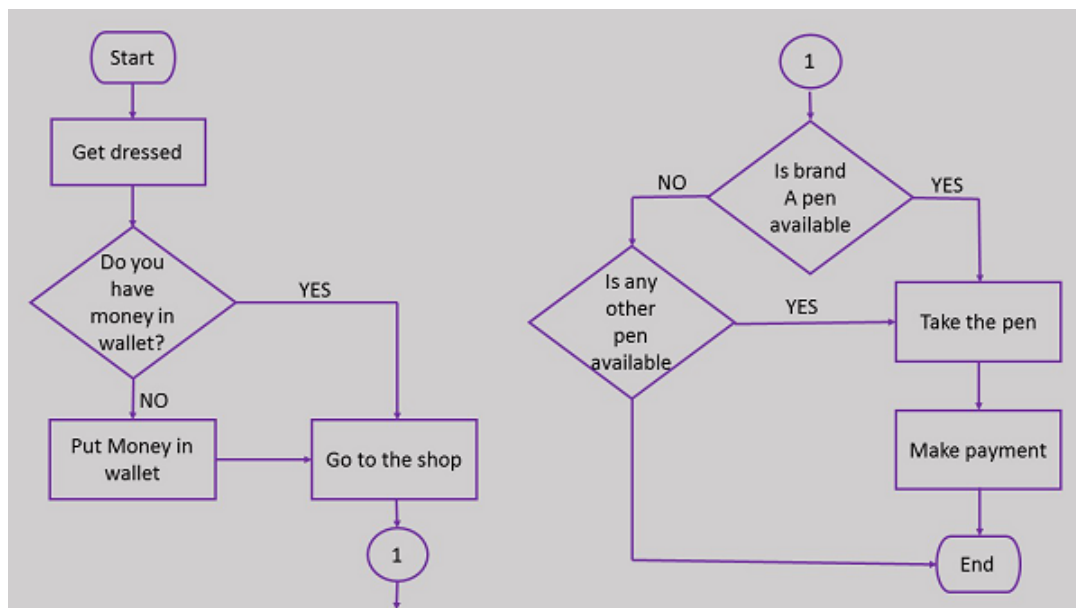 Start
Get dressed
Do you
have
money in
wallet?
YES
NO
Put Money in
wallet
Go to the shop
1
1
Is brand
A pen
available
NO
YES
Is any
other
pen
available
YES
Take the pen
Make payment
End